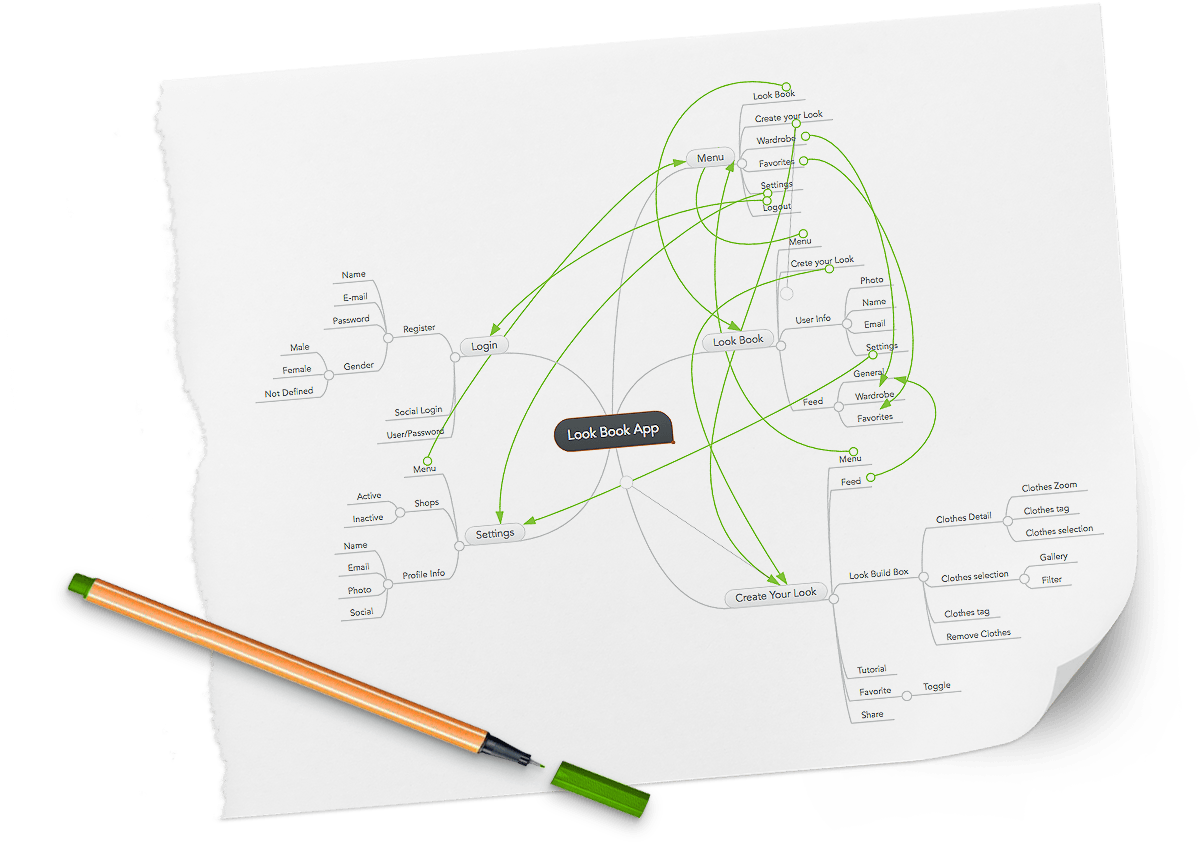 Look Book App
Menu
Look Book
Create your Look
Wardrobe
Favorites
Settings
Logout
Look Book
Menu
Crete your Look
User Info
Photo
Name
Email
Settings
Feed
General
Wardrobe
Favorites
Create Your Look
Menu
Feed
Look Build Box
Clothes Detail
Clothes Zoom
Clothes tag
Clothes selection
Clothes selection
Gallery
Filter
Clothes tag
Remove Clothes
Tutorial
Favorite
Toggle
Share
Login
Register
Name
E-mail
Password
Gender
Male
Female
Not Defined
Social Login
User/Password
Settings
Menu
Shops
Active
Inactive
Profile Info
Name
Email
Photo
Social